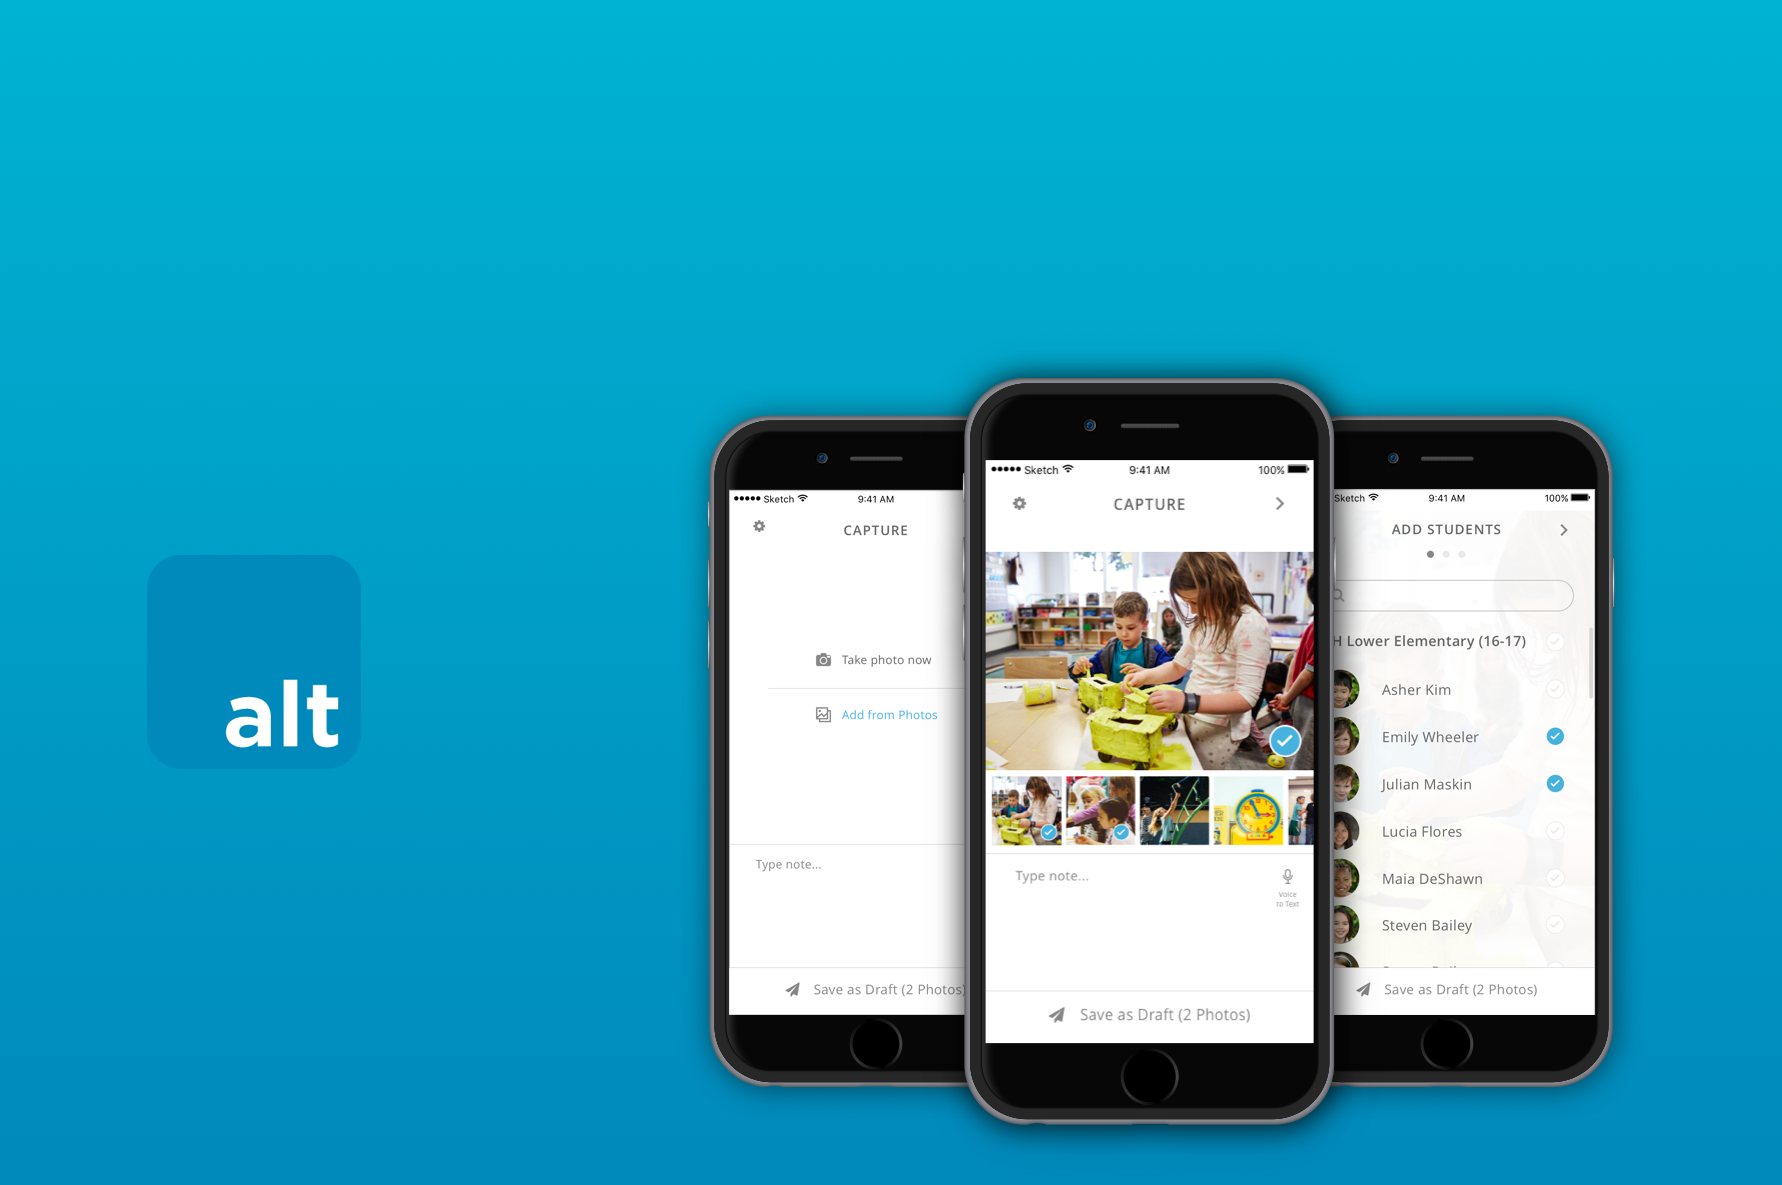 alt
●●●●● Sketch 9:41 AM
CAPTURE
Take photo now
Add from Photos
Type note...
Save as Draft (2 Photos)
●●●●● Sketch 9:41 AM 100%
CAPTURE
Type note...
Voice
to Text
Save as Draft (2 Photos)
Sketch 9:41 AM 100%
ADD STUDENTS
H Lower Elementary (16-17)
Asher Kim
Emily Wheeler
Julian Maskin
Lucia Flores
Maia DeShawn
Steven Bailey
Save as Draft (2 Photos)